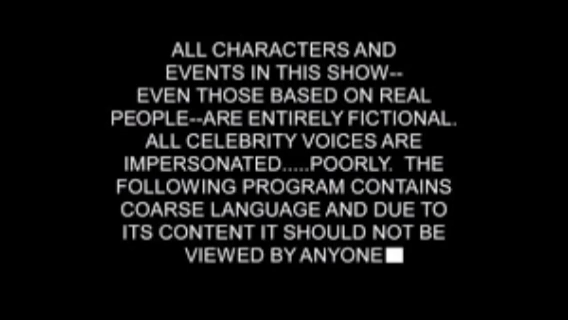 ALL CHARACTERS AND
EVENTS IN THIS SHOW--
EVEN THOSE BASED ON REAL
PEOPLE--ARE ENTIRELY FICTIONAL.
ALL CELEBRITY VOICES ARE
IMPERSONATED.....POORLY. THE
FOLLOWING PROGRAM CONTAINS
COARSE LANGUAGE AND DUE TO
ITS CONTENT IT SHOULD NOT BE
VIEWED BY ANYONE